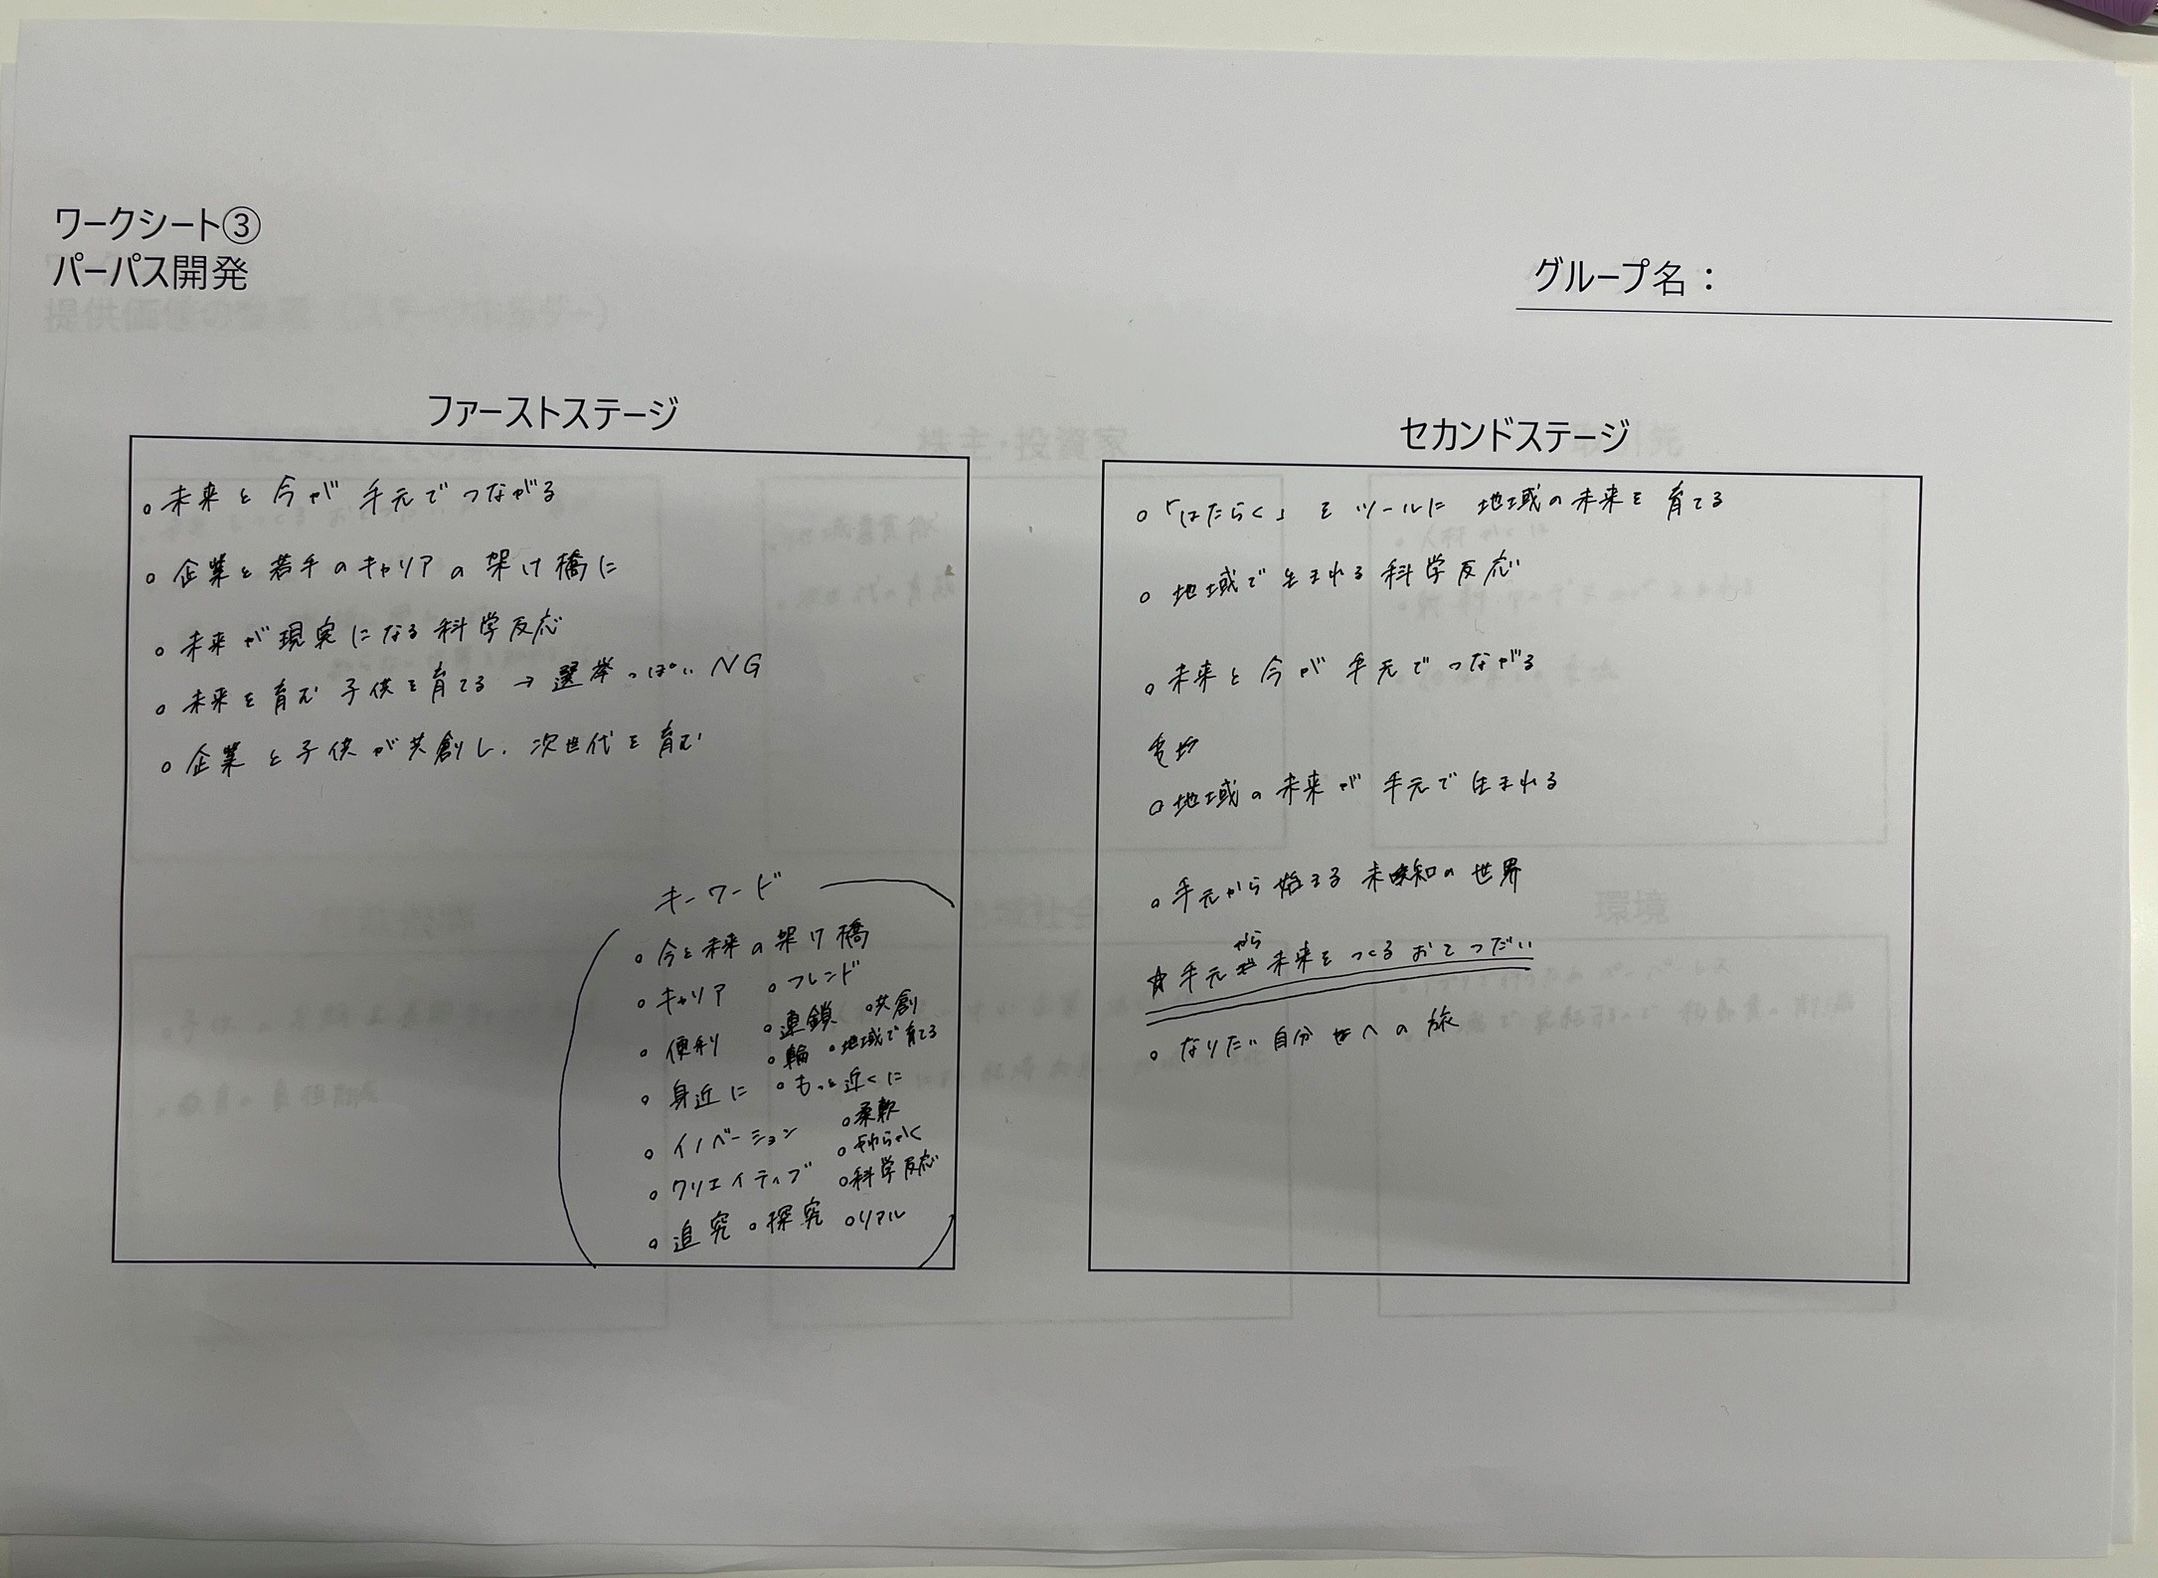 ワークシート③
パーパス開発
グループ名：
ファーストステージ
。未来と今が手元でつながる
。企業と若手のキャリアの架け橋に
。未来が現実になる科学反応
。未来を育む子供を育てる→選挙っぽいNG
。企業と子供が共創し、次世代を育む
キーワード
。今と未来の架け橋
。キャリア 。フレンド
。便利 。連鎖 。共創
。輪 。地域で育てる
。身近に 。もっと近くに
。イノベーション 。柔軟
。やわらかく
。クリエイティブ 。科学反応
。追究 。探究 。リアル
セカンドステージ
。「はたらく」をツールに地域の未来を育てる
。地域で生まれる科学反応
。未来と今が手元でつながる
。地域の未来が手元で生まれる
。手元から始まる未知の世界
☆手元から未来をつくるおてつだい
。なりたい自分への旅